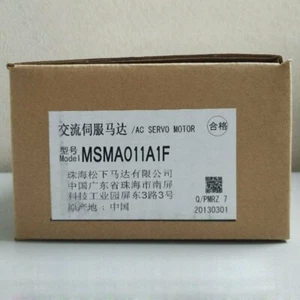 交流伺服马达 /AC SERVO MOTOR 合格
型号 Model MSMA011A1F
珠海松下马达有限公司
中国广东省珠海市南屏
科技工业园屏东3路3号
原产地: 中国
Q/PMRZ 7
20130301